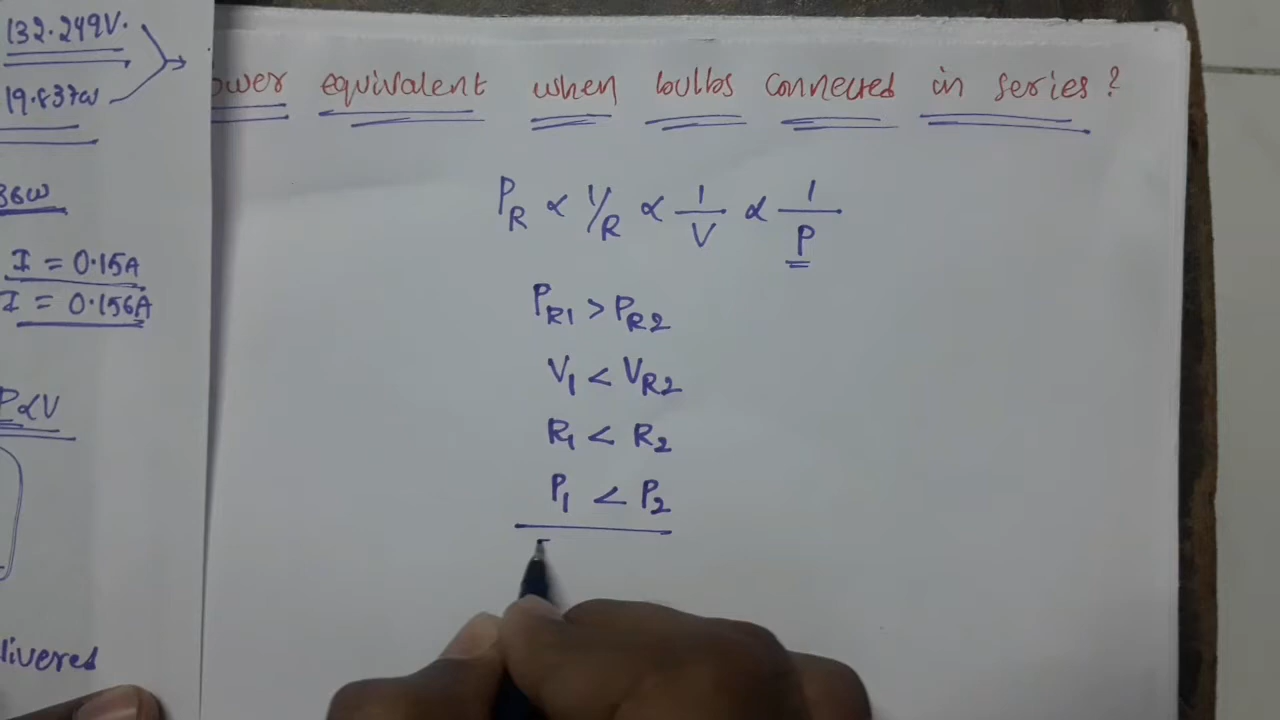 132.249V.
19.837W
36W
I = 0.15A
I = 0.156A
P∝V
livered
ower equivalent when bulbs connected in series?
P_R ∝ 1/R ∝ 1/V ∝ 1/P
P_R1 > P_R2
V_1 < V_R2
R_1 < R_2
P_1 < P_2